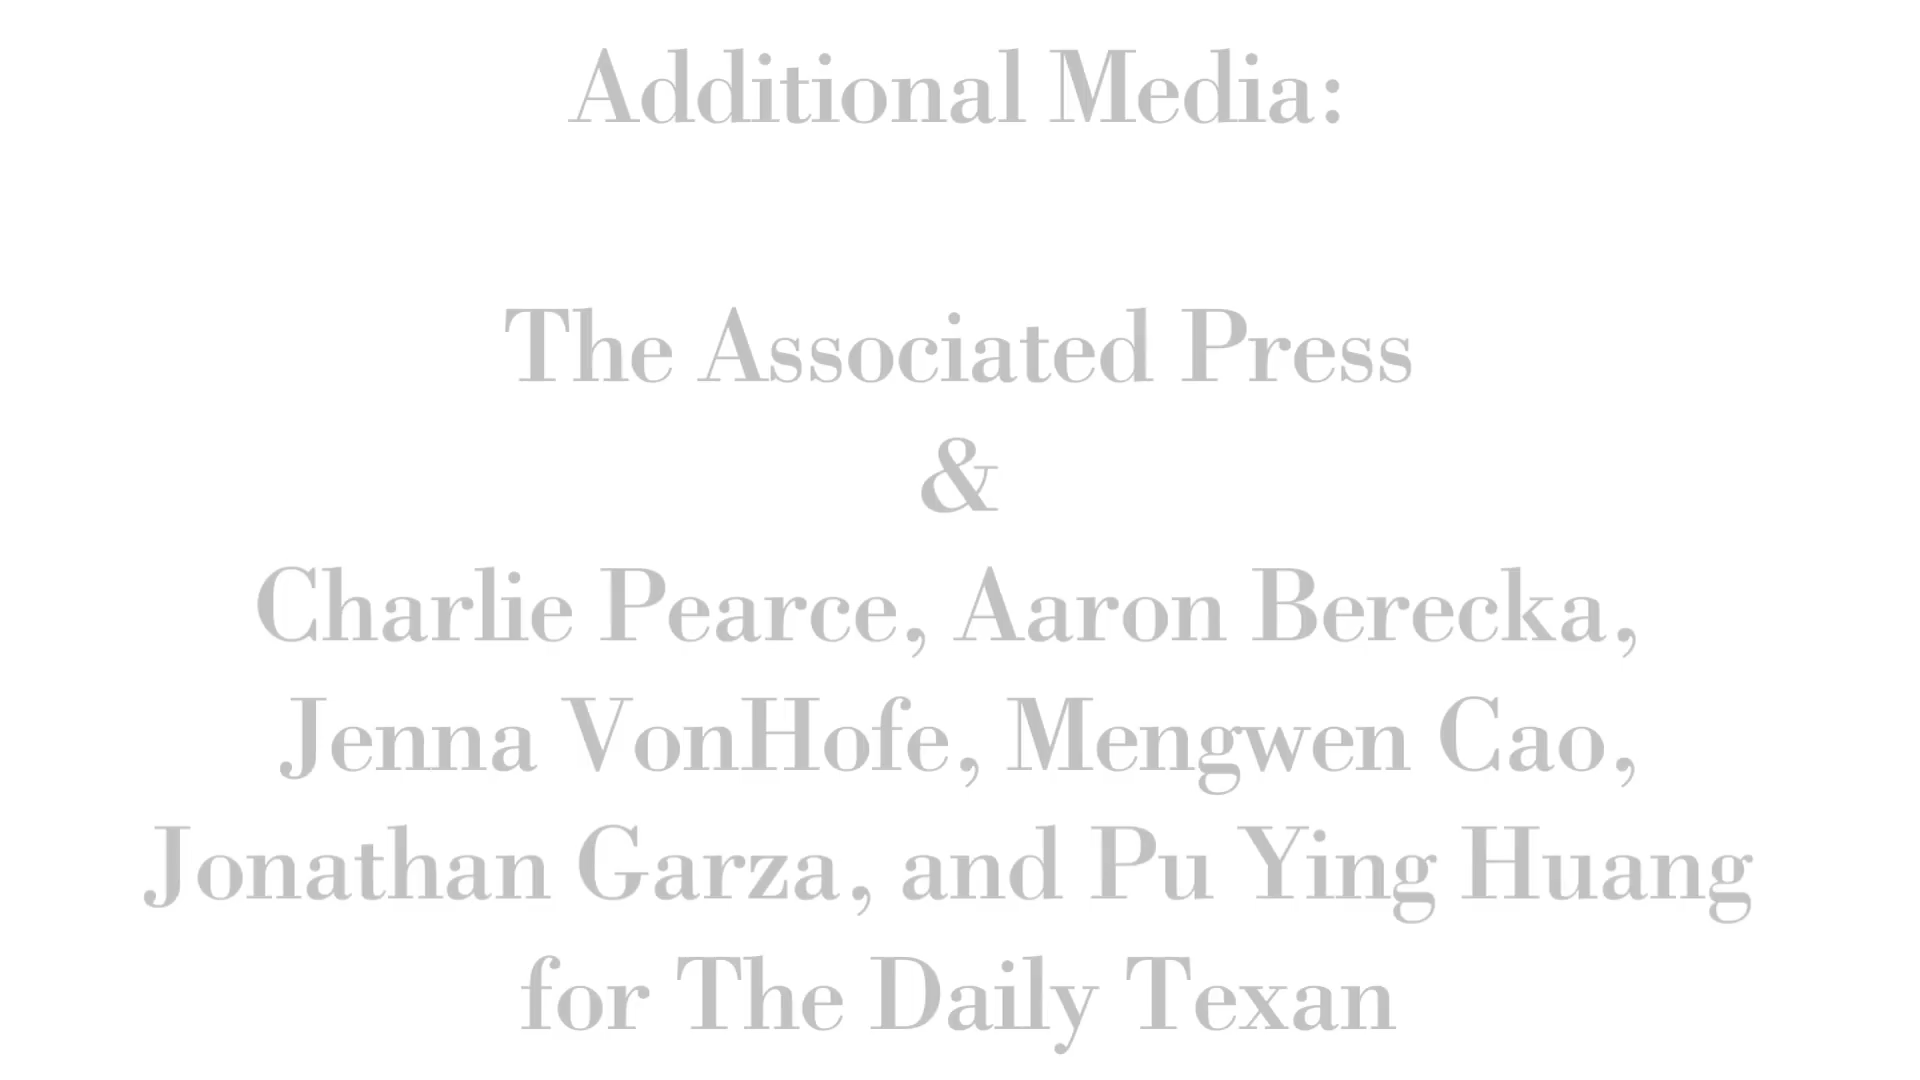 Additional Media:
The Associated Press
&
Charlie Pearce, Aaron Berecka,
Jenna VonHofe, Mengwen Cao,
Jonathan Garza, and Pu Ying Huang
for The Daily Texan